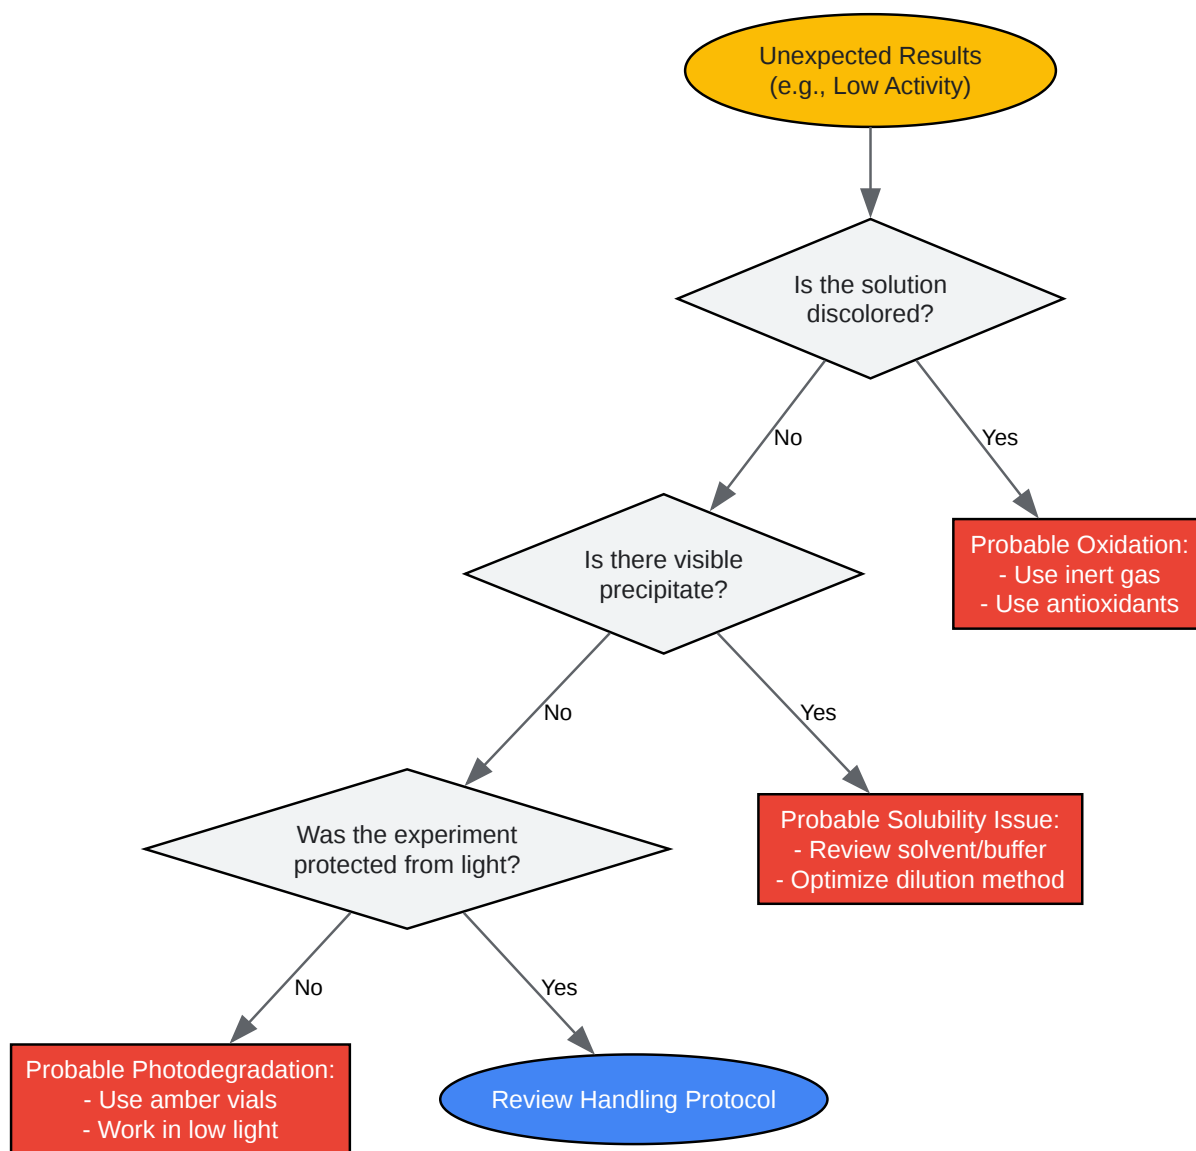 Unexpected Results
(e.g., Low Activity)
Is the solution
discolored?
No
Yes
Is there visible
precipitate?
Probable Oxidation:
- Use inert gas
- Use antioxidants
No
Yes
Was the experiment
protected from light?
Probable Solubility Issue:
- Review solvent/buffer
- Optimize dilution method
No
Yes
Probable Photodegradation:
- Use amber vials
- Work in low light
Review Handling Protocol